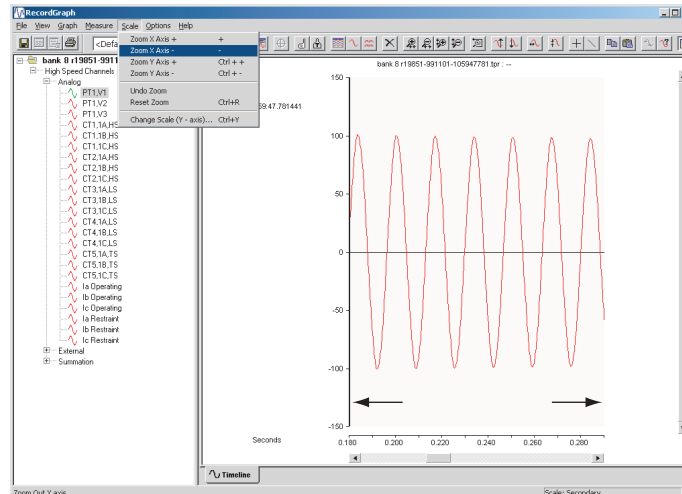 RecordGraph
File View Graph Measure Scale Options Help
<Defa
Zoom X Axis + +
Zoom X Axis - -
Zoom Y Axis + Ctrl + +
Zoom Y Axis - Ctrl + -
Undo Zoom
Reset Zoom Ctrl+R
Change Scale (Y - axis)... Ctrl+Y
bank 8 r19851-9911
High Speed Channels
Analog
PT1,V1
PT1,V2
PT1,V3
CT1,1A,HS
CT1,1B,HS
CT1,1C,HS
CT2,1A,HS
CT2,1B,HS
CT2,1C,HS
CT3,1A,LS
CT3,1B,LS
CT3,1C,LS
CT4,1A,LS
CT4,1B,LS
CT4,1C,LS
CT5,1A,TS
CT5,1B,TS
CT5,1C,TS
Ia Operating
Ib Operating
Ic Operating
Ia Restraint
Ib Restraint
Ic Restraint
External
Summation
bank 8 r19851-991101-105947781.tpr : --
59:47.781441
150
100
50
0
-50
-100
-150
Seconds 0.180 0.200 0.220 0.240 0.260 0.280
Timeline
Zoom Out Y axis Scale: Secondary